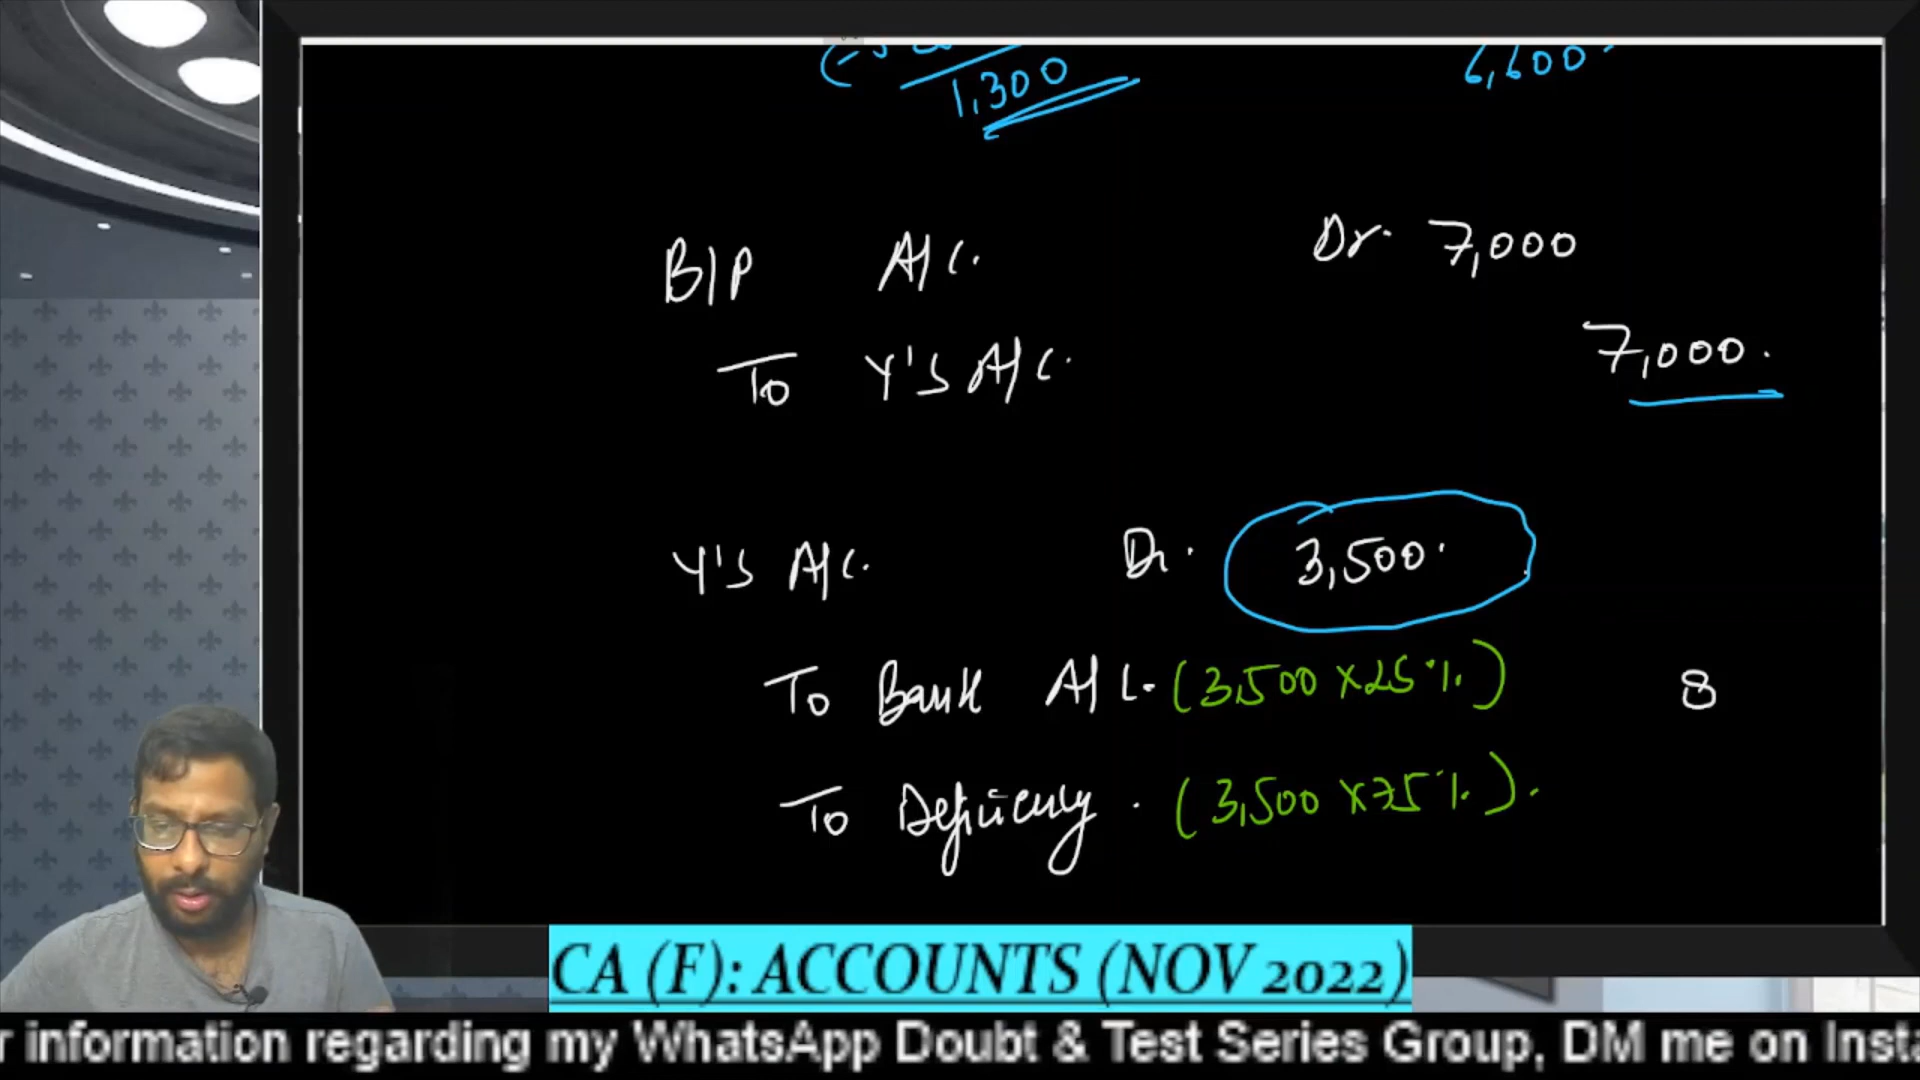 1,300
6,600
B/P A/C. Dr. 7,000
To Y's A/C. 7,000.
Y's A/C. Dr. 3,500.
To Bank A/C. (3,500 x 25%) 8
To Deficiency. (3,500 x 75%).
CA (F): ACCOUNTS (NOV 2022)
r information regarding my WhatsApp Doubt & Test Series Group, DM me on Insta